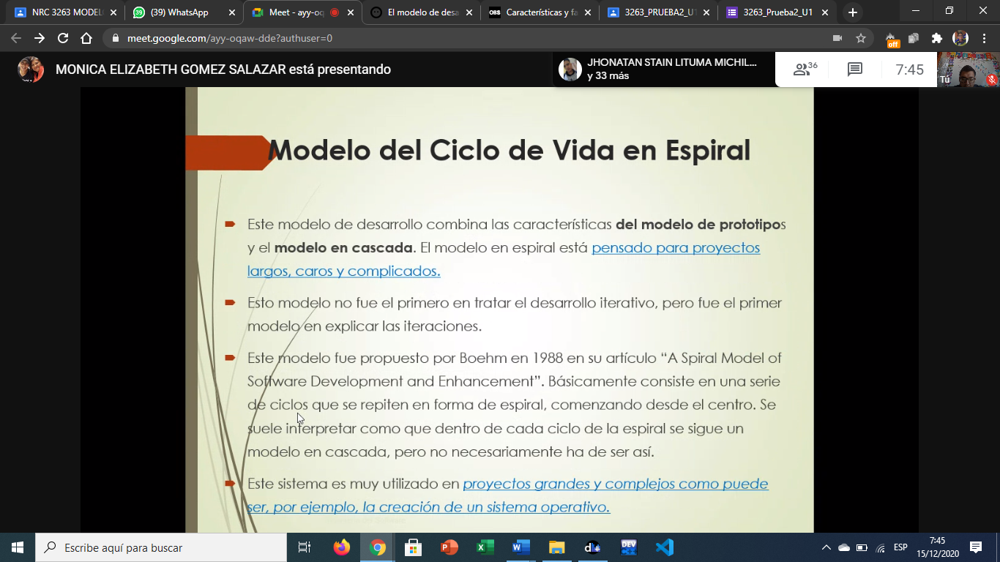 NRC 3263 MODEL
(39) WhatsApp
Meet - ayy-oq
El modelo de desa
OBS
Características y fa
3263_PRUEBA2_U1
3263_Prueba2_U1
meet.google.com/ayy-oqaw-dde?authuser=0
off
MONICA ELIZABETH GOMEZ SALAZAR está presentando
JHONATAN STAIN LITUMA MICHIL...
y 33 más
36
7:45
Tú
Modelo del Ciclo de Vida en Espiral
Este modelo de desarrollo combina las características del modelo de prototipos
y el modelo en cascada. El modelo en espiral está pensado para proyectos
largos, caros y complicados.
Esto modelo no fue el primero en tratar el desarrollo iterativo, pero fue el primer
modelo en explicar las iteraciones.
Este modelo fue propuesto por Boehm en 1988 en su artículo “A Spiral Model of
Software Development and Enhancement”. Básicamente consiste en una serie
de ciclos que se repiten en forma de espiral, comenzando desde el centro. Se
suele interpretar como que dentro de cada ciclo de la espiral se sigue un
modelo en cascada, pero no necesariamente ha de ser así.
Este sistema es muy utilizado en proyectos grandes y complejos como puede
ser, por ejemplo, la creación de un sistema operativo.
Escribe aquí para buscar
DEV
ESP
7:45
15/12/2020